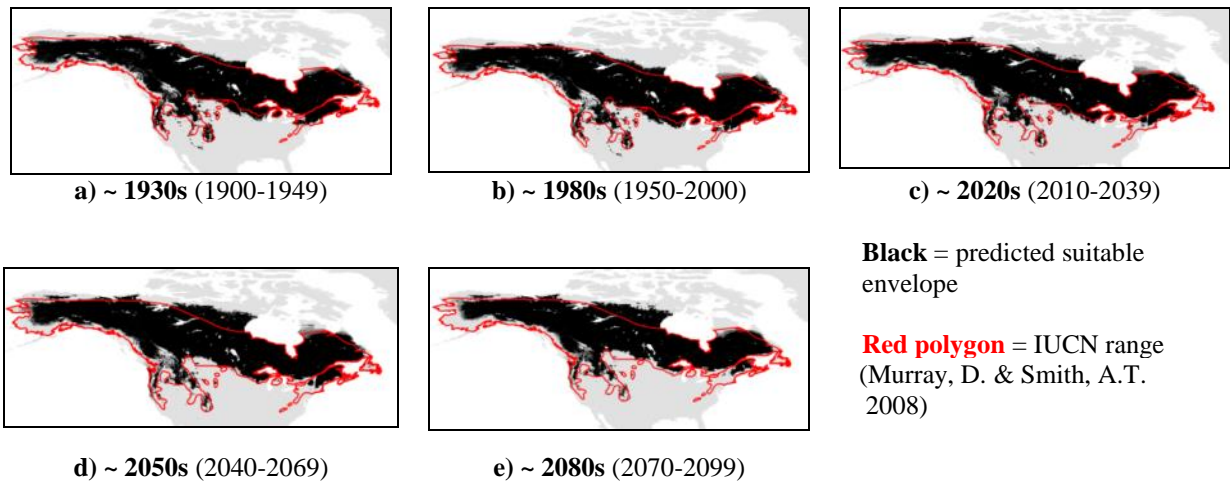 a) ~ 1930s (1900-1949)
b) ~ 1980s (1950-2000)
c) ~ 2020s (2010-2039)
Black = predicted suitable
envelope
Red polygon = IUCN range
(Murray, D. & Smith, A.T.
2008)
d) ~ 2050s (2040-2069)
e) ~ 2080s (2070-2099)